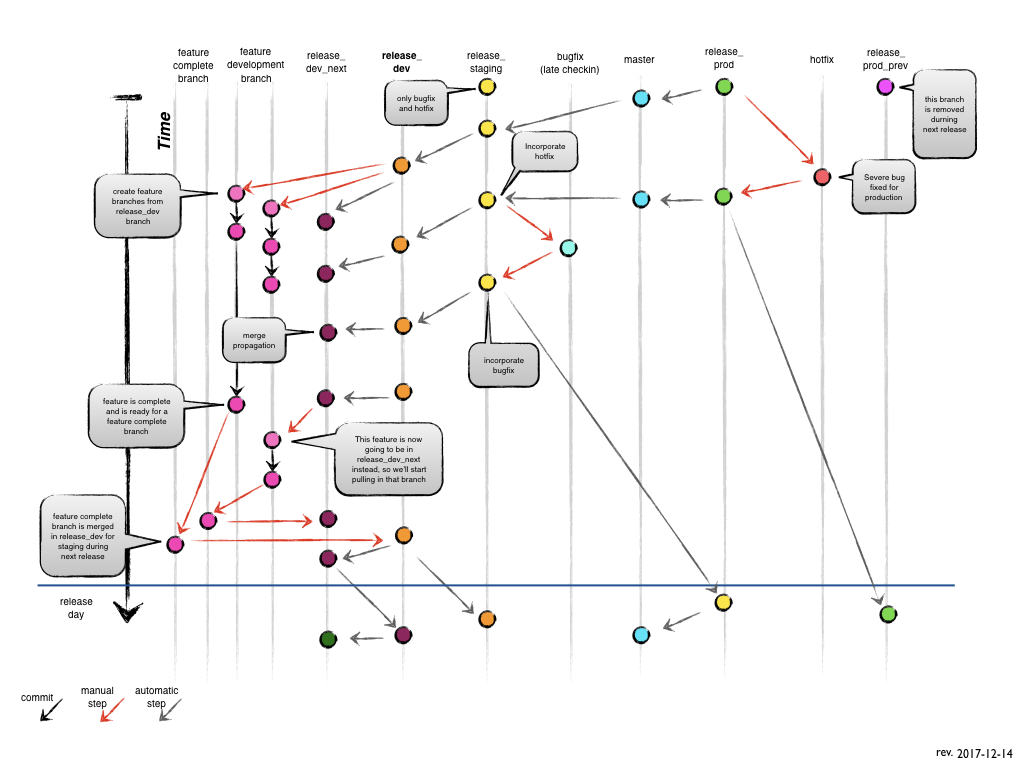 feature
complete
branch
feature
development
branch
release_
dev_next
release_
dev
release_
staging
bugfix
(late checkin)
master
release_
prod
hotfix
release_
prod_prev
Time
only bugfix
and hotfix
this branch
is removed
durning
next release
Incorporate
hotfix
Severe bug
fixed for
production
create feature
branches from
release_dev
branch
merge
propagation
incorporate
bugfix
feature is complete
and is ready for a
feature complete
branch
This feature is now
going to be in
release_dev_next
instead, so we'll start
pulling in that branch
feature complete
branch is merged
in release_dev for
staging during
next release
release
day
commit
manual
step
automatic
step
rev. 2017-12-14